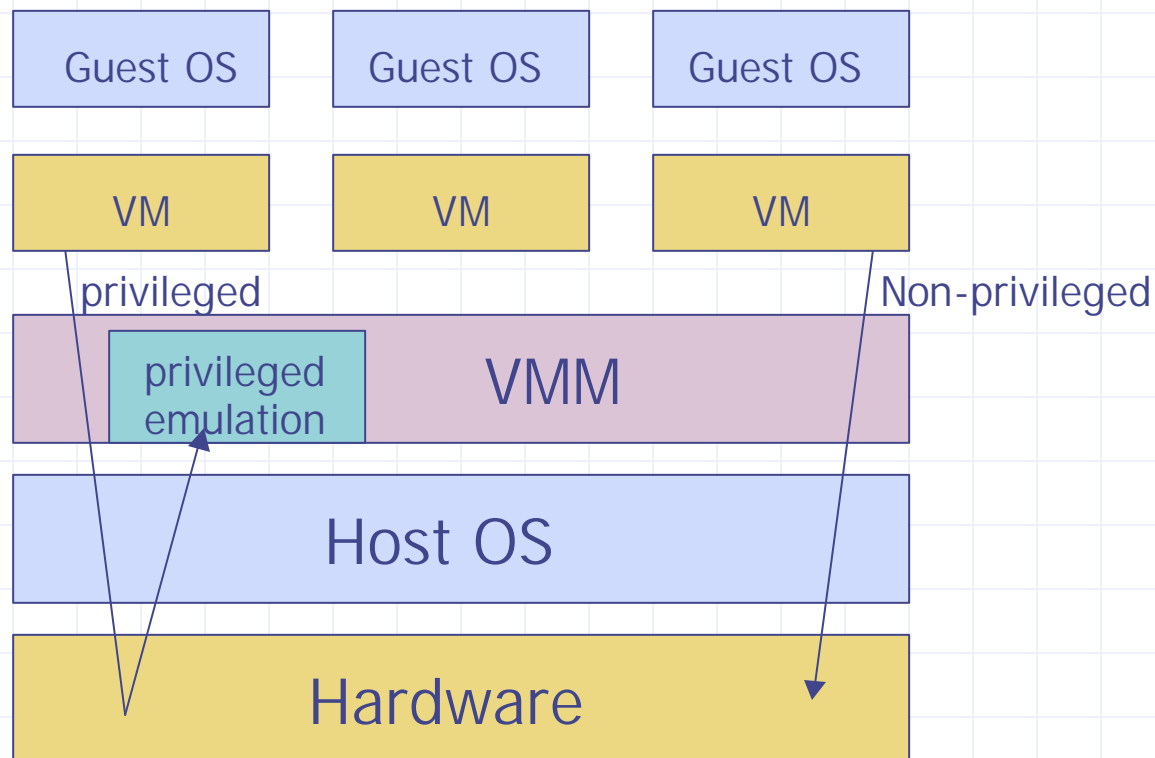 Guest OS
Guest OS
Guest OS
VM
VM
VM
privileged
Non-privileged
privileged
emulation
VMM
Host OS
Hardware